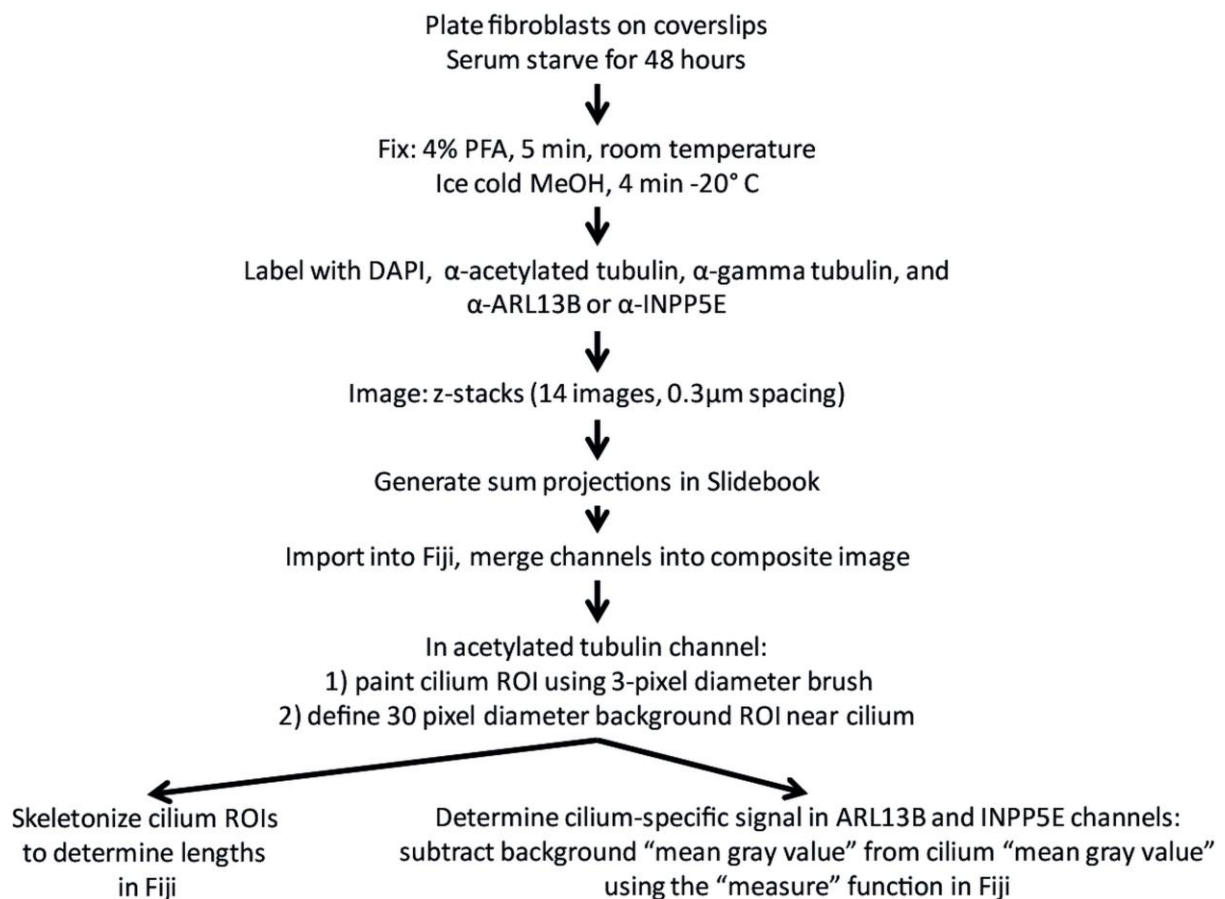 Plate fibroblasts on coverslips
Serum starve for 48 hours
Fix: 4% PFA, 5 min, room temperature
Ice cold MeOH, 4 min -20° C
Label with DAPI, α-acetylated tubulin, α-gamma tubulin, and
α-ARL13B or α-INPP5E
Image: z-stacks (14 images, 0.3μm spacing)
Generate sum projections in Slidebook
Import into Fiji, merge channels into composite image
In acetylated tubulin channel:
1) paint cilium ROI using 3-pixel diameter brush
2) define 30 pixel diameter background ROI near cilium
Skeletonize cilium ROIs
to determine lengths
in Fiji
Determine cilium-specific signal in ARL13B and INPP5E channels:
subtract background “mean gray value” from cilium “mean gray value”
using the “measure” function in Fiji